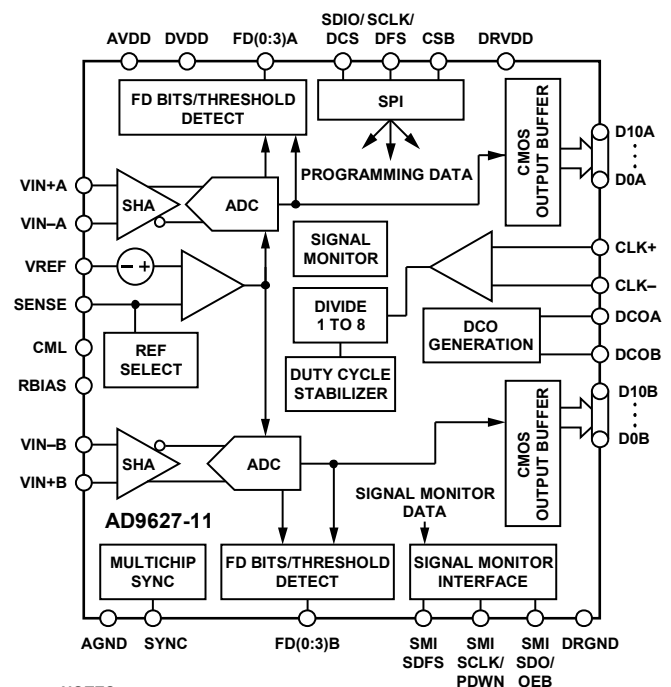 SDIO/ SCLK/
AVDD DVDD FD(0:3)A DCS DFS CSB DRVDD
FD BITS/THRESHOLD
DETECT
SPI
PROGRAMMING DATA
CMOS
OUTPUT BUFFER
D10A
D0A
VIN+A
VIN–A
SHA
ADC
VREF
– +
SENSE
SIGNAL
MONITOR
CLK+
CLK–
DIVIDE
1 TO 8
DCO
GENERATION
DCOA
DCOB
CML
REF
SELECT
RBIAS
DUTY CYCLE
STABILIZER
CMOS
OUTPUT BUFFER
D10B
D0B
VIN–B
VIN+B
SHA
ADC
SIGNAL MONITOR
DATA
AD9627-11
MULTICHIP
SYNC
FD BITS/THRESHOLD
DETECT
SIGNAL MONITOR
INTERFACE
AGND SYNC FD(0:3)B SMI SMI SMI DRGND
SDFS SCLK/ SDO/
PDWN OEB